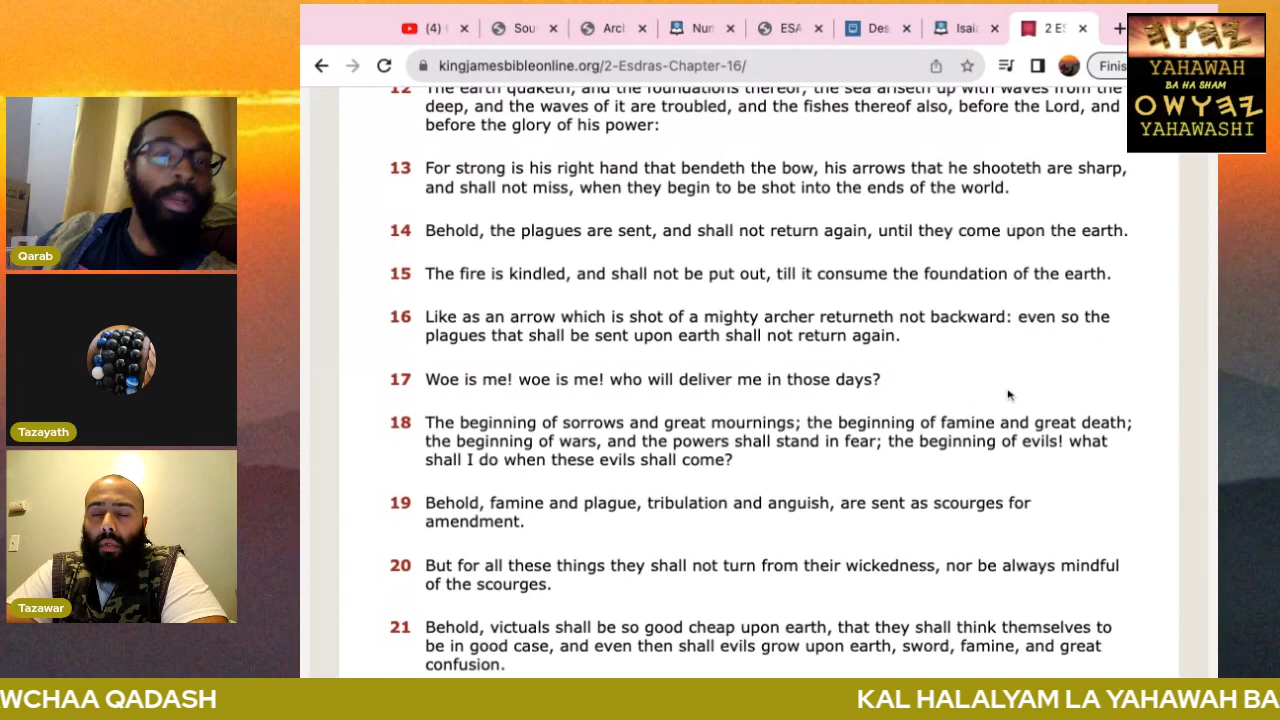 (4)
Sou
Arcl
Nur
ESA
Des
Isai
2 E
kingjamesbibleonline.org/2-Esdras-Chapter-16/
Finis
YAHAWAH
BA HA SHAM
YAHAWASHI
Qarab
Tazayath
Tazawar
12 The earth quaketh, and the foundations thereof, the sea ariseth up with waves from the
deep, and the waves of it are troubled, and the fishes thereof also, before the Lord, and
before the glory of his power:
13 For strong is his right hand that bendeth the bow, his arrows that he shooteth are sharp,
and shall not miss, when they begin to be shot into the ends of the world.
14 Behold, the plagues are sent, and shall not return again, until they come upon the earth.
15 The fire is kindled, and shall not be put out, till it consume the foundation of the earth.
16 Like as an arrow which is shot of a mighty archer returneth not backward: even so the
plagues that shall be sent upon earth shall not return again.
17 Woe is me! woe is me! who will deliver me in those days?
18 The beginning of sorrows and great mournings; the beginning of famine and great death;
the beginning of wars, and the powers shall stand in fear; the beginning of evils! what
shall I do when these evils shall come?
19 Behold, famine and plague, tribulation and anguish, are sent as scourges for
amendment.
20 But for all these things they shall not turn from their wickedness, nor be always mindful
of the scourges.
21 Behold, victuals shall be so good cheap upon earth, that they shall think themselves to
be in good case, and even then shall evils grow upon earth, sword, famine, and great
confusion.
AWCHAA QADASH
KAL HALALYAM LA YAHAWAH BA